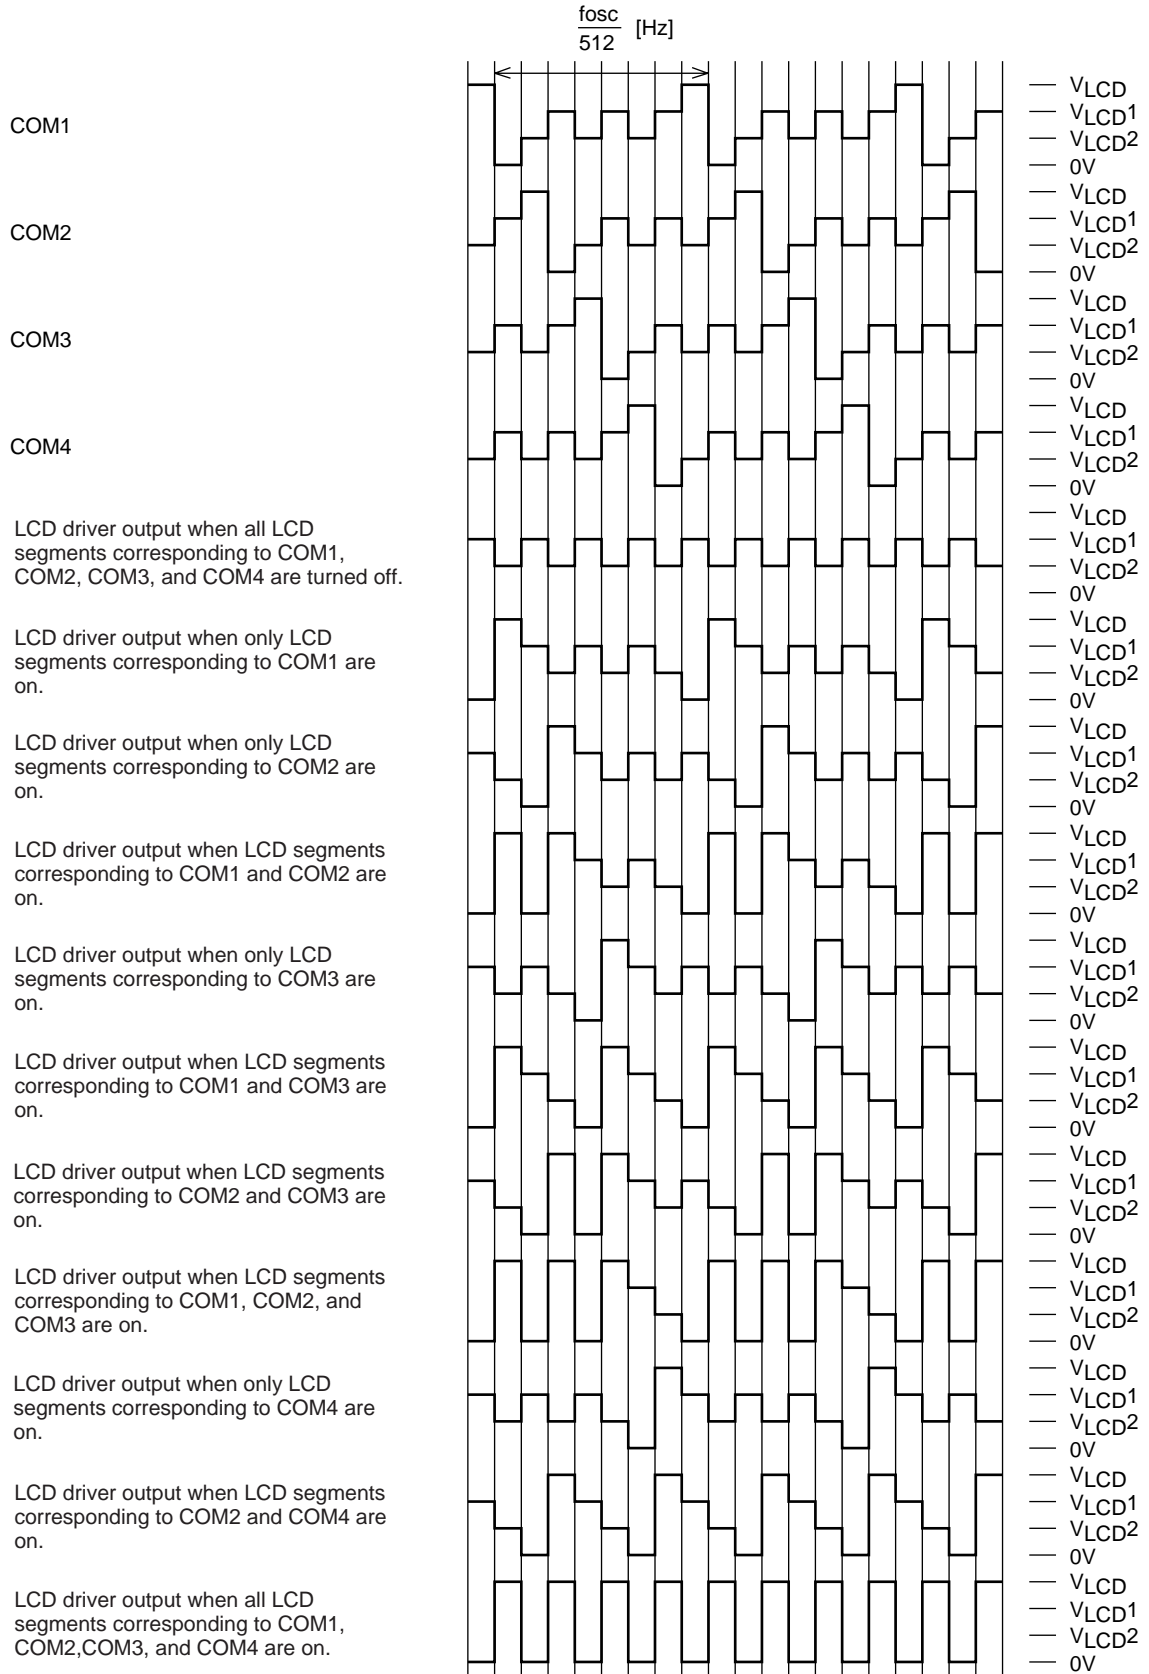 fosc
512 [Hz]
COM1
VLCD
VLCD1
VLCD2
0V
COM2
VLCD
VLCD1
VLCD2
0V
COM3
VLCD
VLCD1
VLCD2
0V
COM4
VLCD
VLCD1
VLCD2
0V
LCD driver output when all LCD
segments corresponding to COM1,
COM2, COM3, and COM4 are turned off.
VLCD
VLCD1
VLCD2
0V
LCD driver output when only LCD
segments corresponding to COM1 are
on.
VLCD
VLCD1
VLCD2
0V
LCD driver output when only LCD
segments corresponding to COM2 are
on.
VLCD
VLCD1
VLCD2
0V
LCD driver output when LCD segments
corresponding to COM1 and COM2 are
on.
VLCD
VLCD1
VLCD2
0V
LCD driver output when only LCD
segments corresponding to COM3 are
on.
VLCD
VLCD1
VLCD2
0V
LCD driver output when LCD segments
corresponding to COM1 and COM3 are
on.
VLCD
VLCD1
VLCD2
0V
LCD driver output when LCD segments
corresponding to COM2 and COM3 are
on.
VLCD
VLCD1
VLCD2
0V
LCD driver output when LCD segments
corresponding to COM1, COM2, and
COM3 are on.
VLCD
VLCD1
VLCD2
0V
LCD driver output when only LCD
segments corresponding to COM4 are
on.
VLCD
VLCD1
VLCD2
0V
LCD driver output when LCD segments
corresponding to COM2 and COM4 are
on.
VLCD
VLCD1
VLCD2
0V
LCD driver output when all LCD
segments corresponding to COM1,
COM2,COM3, and COM4 are on.
VLCD
VLCD1
VLCD2
0V